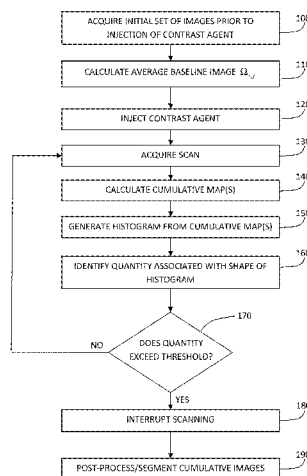 ACQUIRE INITIAL SET OF IMAGES PRIOR TO
INJECTION OF CONTRAST AGENT
100
CALCULATE AVERAGE BASELINE IMAGE Ω
110
INJECT CONTRAST AGENT
120
ACQUIRE SCAN
130
CALCULATE CUMULATIVE MAP(S)
140
GENERATE HISTOGRAM FROM CUMULATIVE MAP(S)
150
IDENTIFY QUANTITY ASSOCIATED WITH SHAPE OF
HISTOGRAM
160
DOES QUANTITY
EXCEED THRESHOLD?
170
NO
YES
INTERRUPT SCANNING
180
POST-PROCESS/SEGMENT CUMULATIVE IMAGES
190